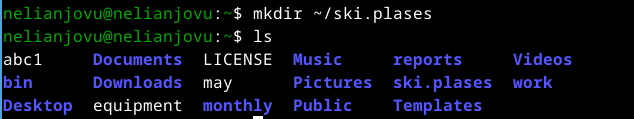 nelianjovu@nelianjovu:~$ mkdir ~/ski.plases
nelianjovu@nelianjovu:~$ ls
abc1 Documents LICENSE Music reports Videos
bin Downloads may Pictures ski.plases work
Desktop equipment monthly Public Templates